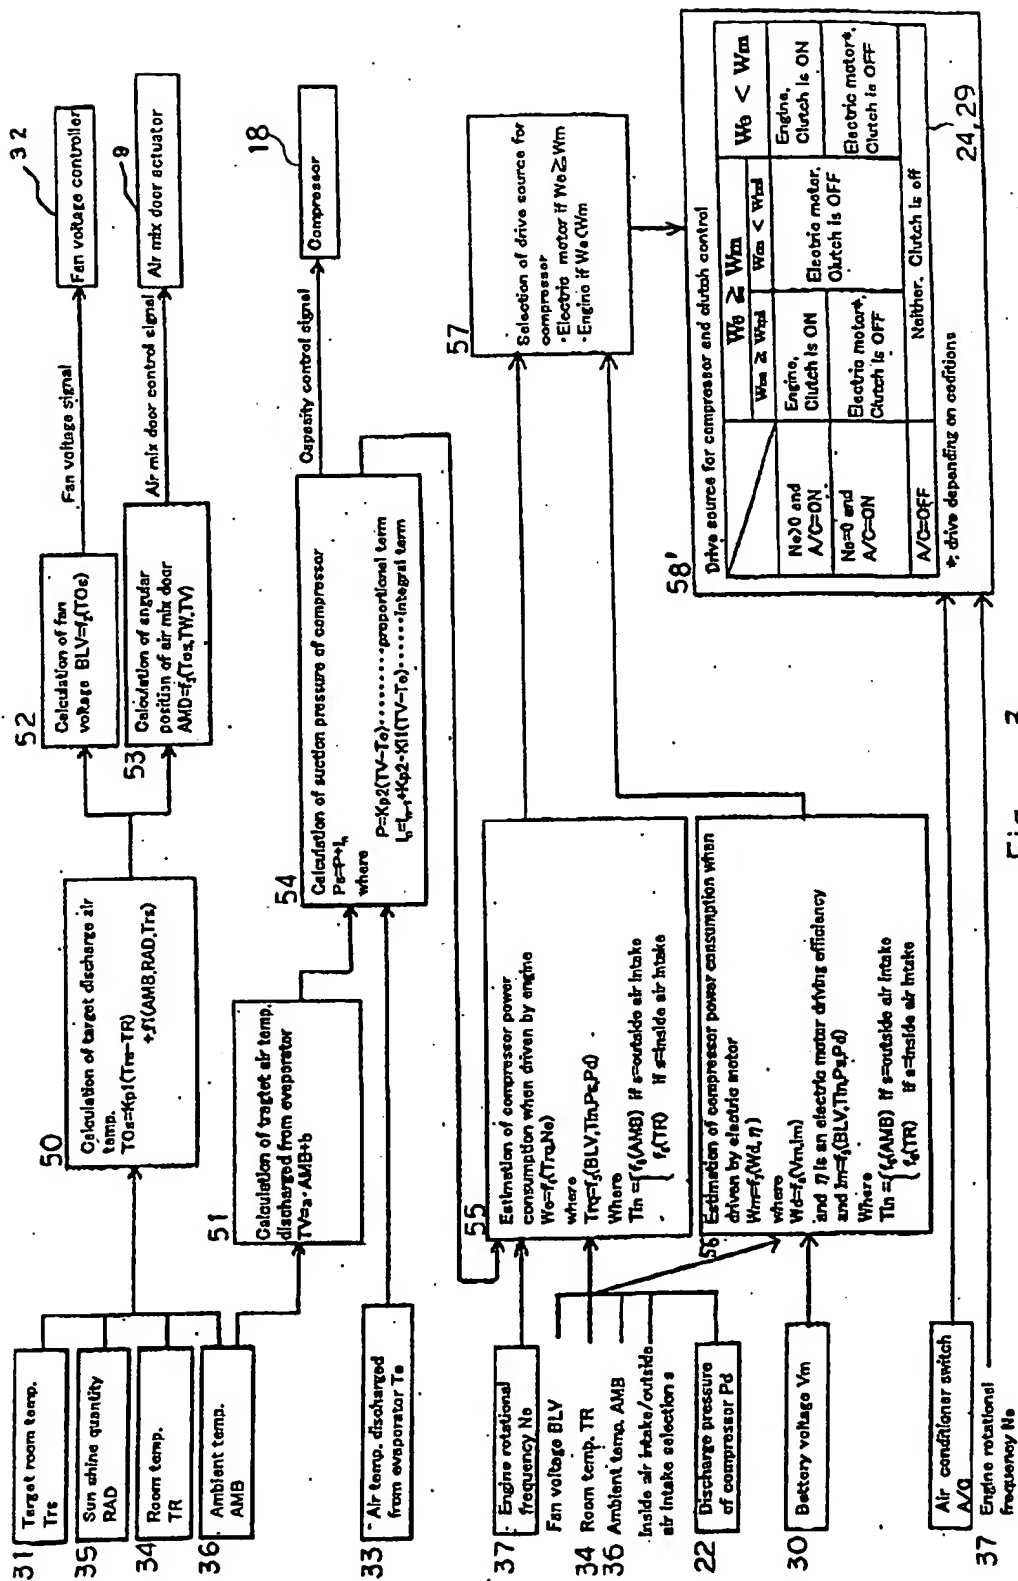 31
Target room temp.
Trs
35
Sun shine quantity
RAD
34
Room temp.
TR
36
Ambient temp.
AMB
33
Air temp. discharged
from evaporator Te
37
Engine rotational
frequency Ne
Fan voltage BLV
34 Room temp. TR
36 Ambient temp. AMB
Inside air intake/outside
air intake selection s
22
Discharge pressure
of compressor Pd
30
Battery voltage Vm
Air conditioner switch
A/C
37
Engine rotational
frequency Ne
50
Calculation of target discharge air
temp.
TOs=Kp1(Trs-TR)
+f1(AMB,RAD,Trs)
51
Calculation of tragtet air temp.
discharged from evaporator
TV=a·AMB+b
52
Calculation of fan
voltage BLV=f₂(TOs)
53
Calculation of angular
position of air mix door
AMD=f₃(Tos,TW,TV)
54
Calculation of suction pressure of compressor
Ps=P+Iₙ
where
P=Kp2(TV-Te)·········proportional term
Iₙ=Iₙ₋₁+Kp2·KI1(TV-Te)······integral term
55
Estimation of compressor power
consumption when driven by engine
We=f₄(Trq,Ne)
where
Trq=f₅(BLV,Tin,Ps,Pd)
Where
Tin={f₆(AMB) if s=outside air intake
f₆(TR) if s=inside air intake
56
Estimation of compressor power consumption when
driven by electric motor
Wm=f₇(Wd,η)
where
Wd=f₈(Vm,Im)
and η is an electric motor driving efficiency
and Im=f₉(BLV,Tin,Ps,Pd)
Where
Tin={f₆(AMB) if s=outside air intake
f₆(TR) if s=inside air intake
Fan voltage signal
Air mix door control signal
Capacity control signal
32
Fan voltage controller
9
Air mix door actuator
18
Compressor
57
Selection of drive source for
compressor
·Electric motor if We≥Wm
·Engine if We<Wm
58'
Drive source for compressor and clutch control
We ≥ Wm
We < Wm
Ne>0 and
A/C=ON
Engine,
Clutch is ON
Electric motor.
Clutch is OFF
Engine,
Clutch is ON
Ne=0 and
A/C=ON
Electric motor*,
Clutch is OFF
Electric motor*,
Clutch is OFF
A/C=OFF
Neither. Clutch is off
*; drive depending on conditions
24,29